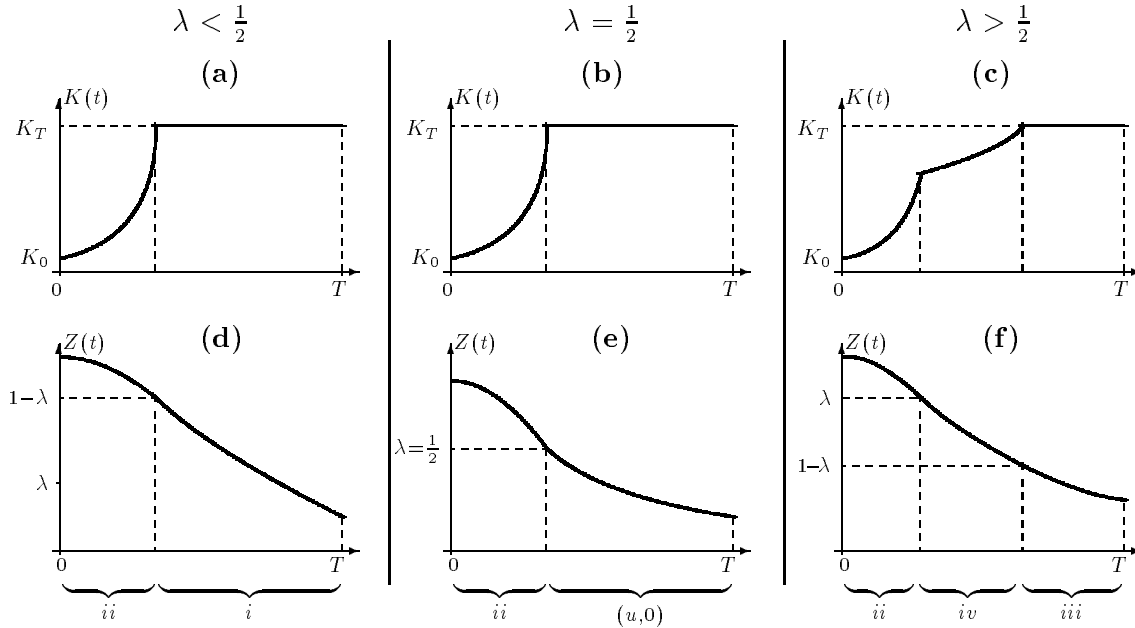 λ < 1/2
λ = 1/2
λ > 1/2
(a)
(b)
(c)
K(t)
K(t)
K(t)
K_T
K_T
K_T
K_0
K_0
K_0
0
T
0
T
0
T
(d)
(e)
(f)
Z(t)
Z(t)
Z(t)
1−λ
λ
λ=1/2
λ
1−λ
0
T
0
T
0
T
ii
i
ii
(u,0)
ii
iv
iii